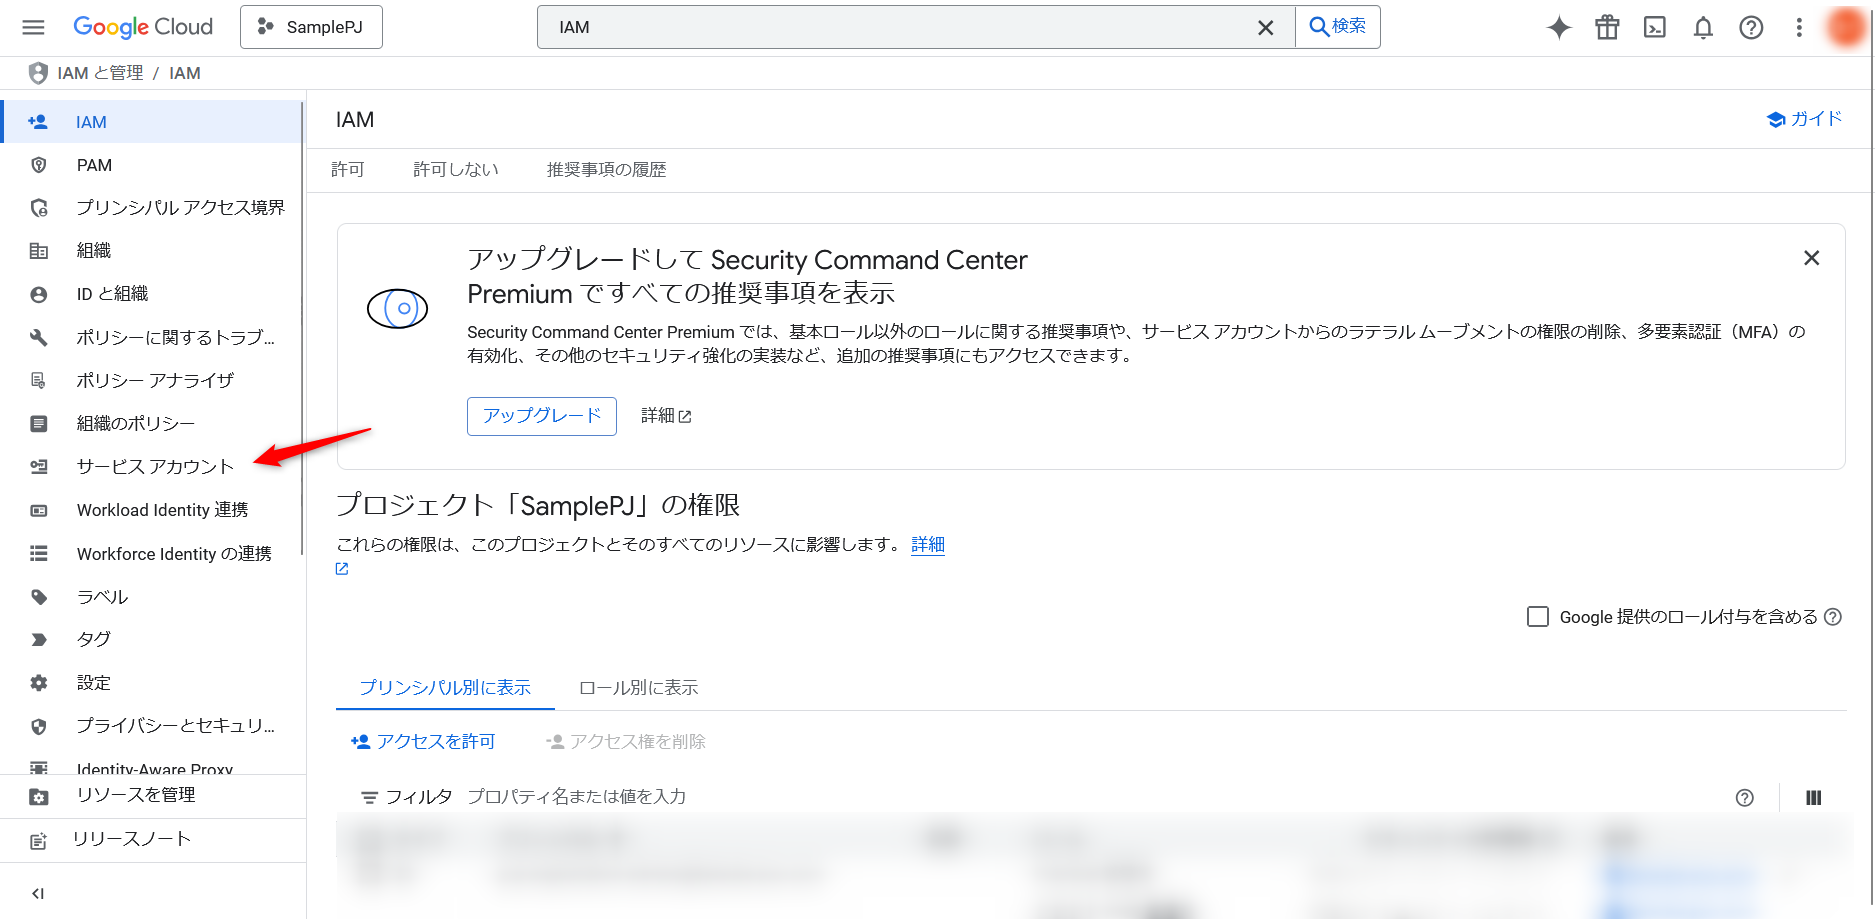 Google Cloud
SamplePJ
IAM
検索
IAM と管理 / IAM
IAM
PAM
プリンシパル アクセス境界
組織
ID と組織
ポリシーに関するトラブ...
ポリシー アナライザ
組織のポリシー
サービス アカウント
Workload Identity 連携
Workforce Identity の連携
ラベル
タグ
設定
プライバシーとセキュリ...
Identity-Aware Proxy
リソースを管理
リリースノート
IAM
ガイド
許可
許可しない
推奨事項の履歴
アップグレードして Security Command Center
Premium ですべての推奨事項を表示
Security Command Center Premium では、基本ロール以外のロールに関する推奨事項や、サービス アカウントからのラテラル ムーブメントの権限の削除、多要素認証（MFA）の
有効化、その他のセキュリティ強化の実装など、追加の推奨事項にもアクセスできます。
アップグレード
詳細
プロジェクト「SamplePJ」の権限
これらの権限は、このプロジェクトとそのすべてのリソースに影響します。 詳細
Google 提供のロール付与を含める
プリンシパル別に表示
ロール別に表示
アクセスを許可
アクセス権を削除
フィルタ プロパティ名または値を入力